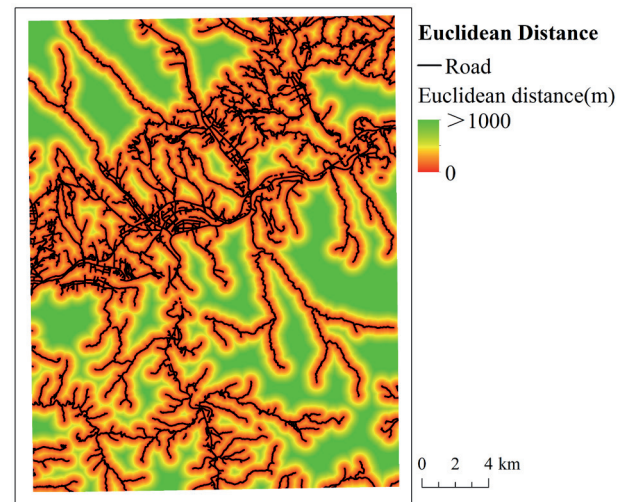 Euclidean Distance
Road
Euclidean distance(m)
＞1000
0
0 2 4 km